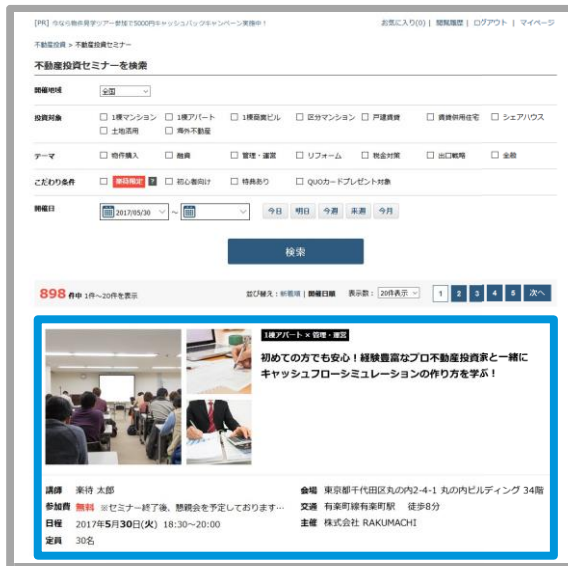 [PR] 今なら物件見学ツアー参加で5000円キャッシュバックキャンペーン実施中！
お気に入り(0)| 閲覧履歴 | ログアウト | マイページ
不動産投資 > 不動産投資セミナー
不動産投資セミナーを検索
開催地域 全国
投資対象 1棟マンション 1棟アパート 1棟商業ビル 区分マンション 戸建賃貸 賃貸併用住宅 シェアハウス
土地活用 海外不動産
テーマ 物件購入 融資 管理・運営 リフォーム 税金対策 出口戦略 全般
こだわり条件 楽待限定 ? 初心者向け 特典あり QUOカードプレゼント対象
開催日 2017/05/30 ～ 今日 明日 今週 来週 今月
検索
898 件中 1件～20件を表示 並び替え：新着順 | 開催日順 表示数： 20件表示 1 2 3 4 5 次へ
1棟アパート × 管理・運営
初めての方でも安心！経験豊富なプロ不動産投資家と一緒に
キャッシュフローシミュレーションの作り方を学ぶ！
講師 楽待 太郎
参加費 無料 ※セミナー終了後、懇親会を予定しております…
日程 2017年5月30日(火) 18:30~20:00
定員 30名
会場 東京都千代田区丸の内2-4-1 丸の内ビルディング 34階
交通 有楽町線有楽町駅 徒歩8分
主催 株式会社 RAKUMACHI